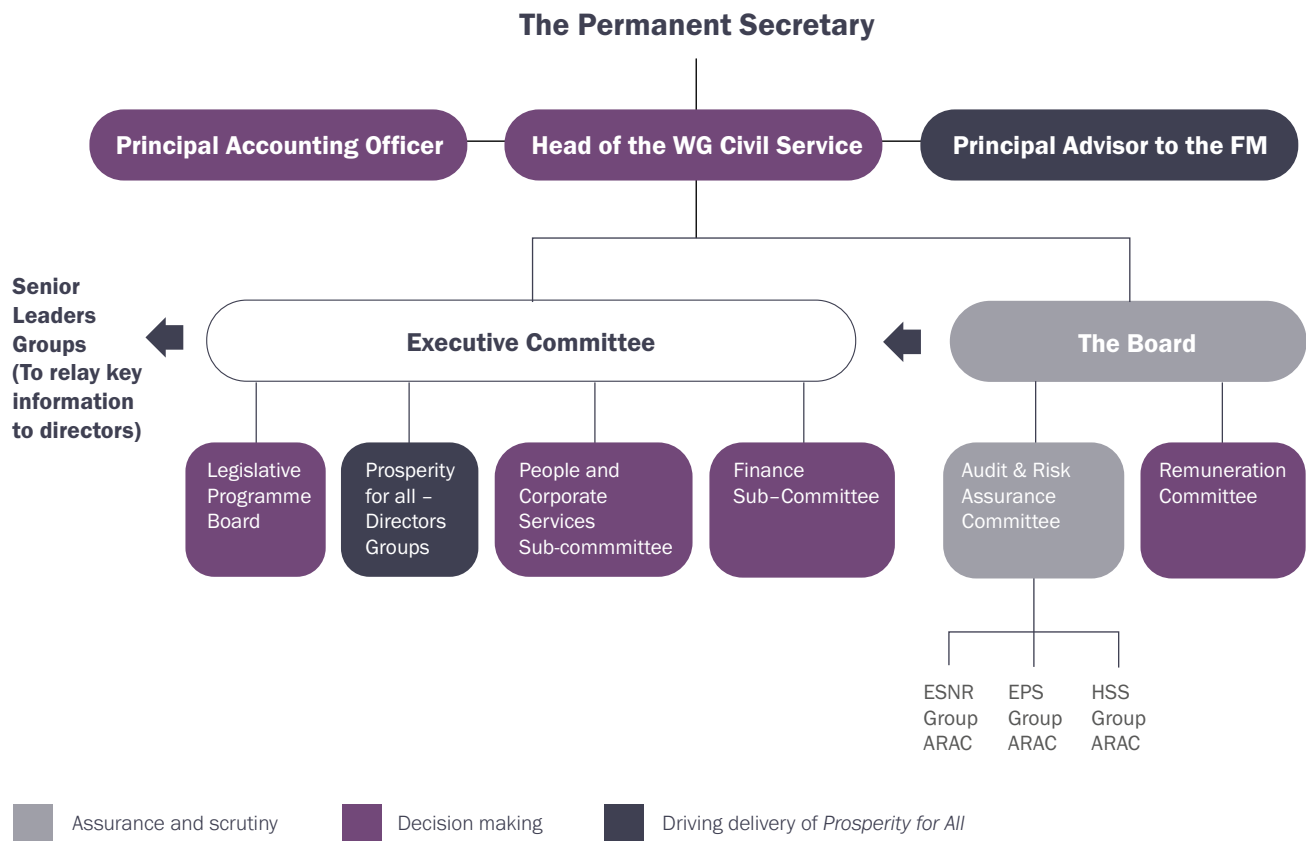 The Permanent Secretary
Principal Accounting Officer
Head of the WG Civil Service
Principal Advisor to the FM
Senior
Leaders
Groups
(To relay key
information
to directors)
Executive Committee
The Board
Legislative
Programme
Board
Prosperity
for all –
Directors
Groups
People and
Corporate
Services
Sub-commmittee
Finance
Sub–Committee
Audit & Risk
Assurance
Committee
Remuneration
Committee
ESNR
Group
ARAC
EPS
Group
ARAC
HSS
Group
ARAC
Assurance and scrutiny
Decision making
Driving delivery of Prosperity for All